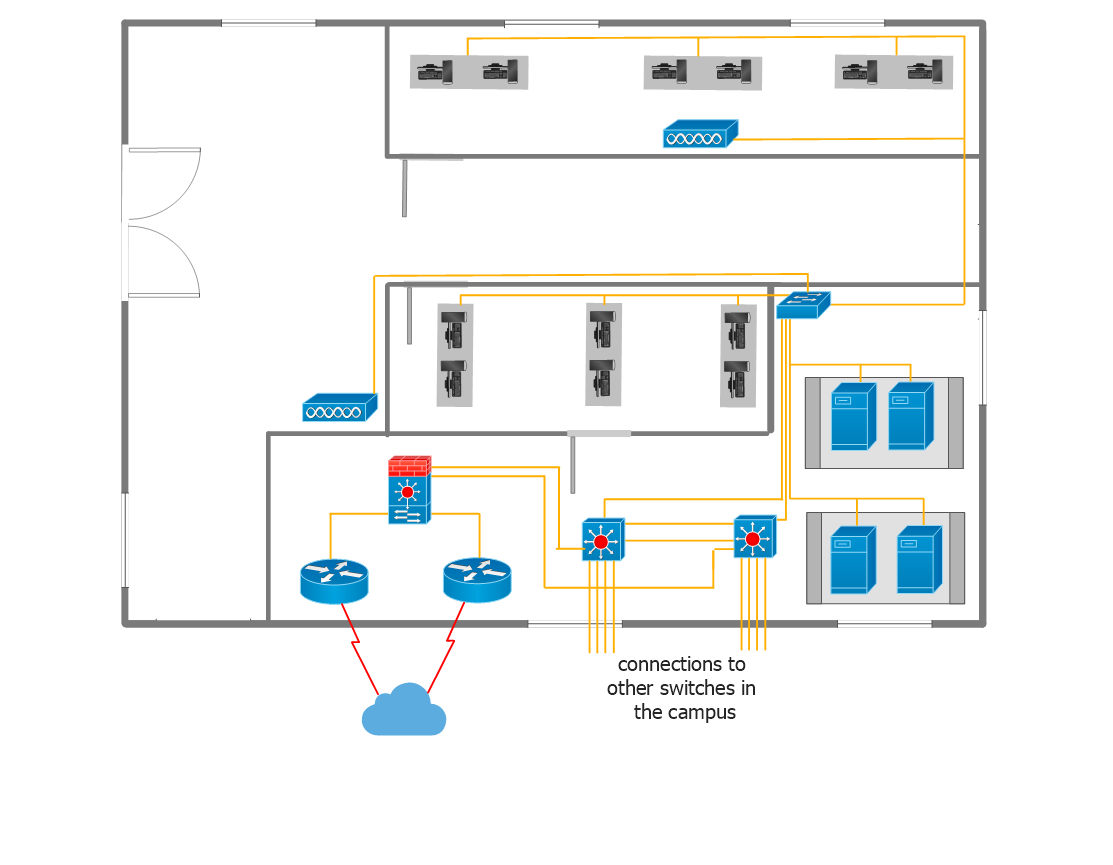 connections to
other switches in
the campus